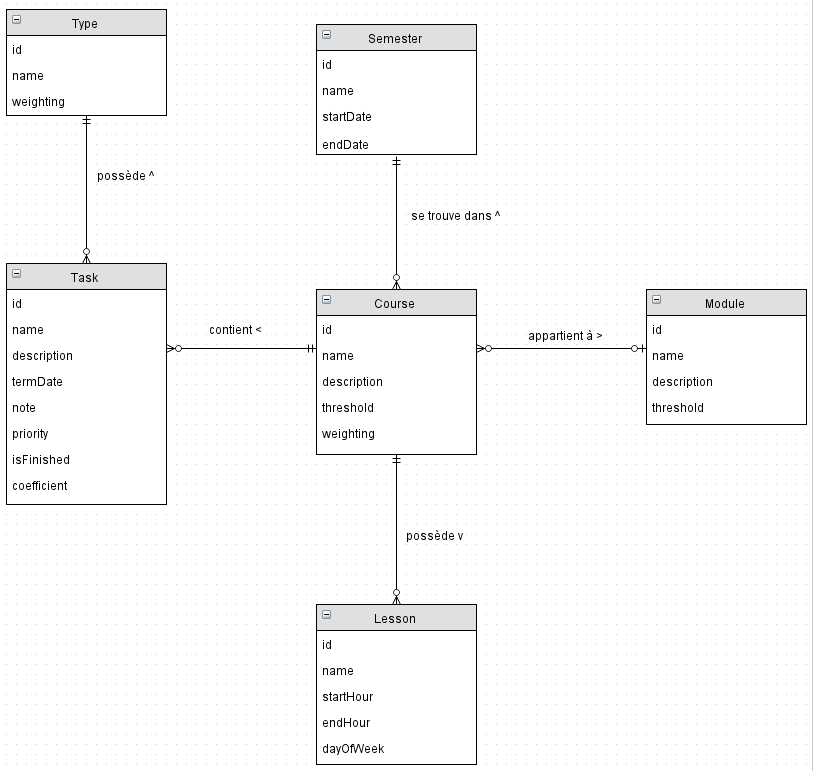 Type
id
name
weighting
possède ^
Task
id
name
description
termDate
note
priority
isFinished
coefficient
contient <
Semester
id
name
startDate
endDate
se trouve dans ^
Course
id
name
description
threshold
weighting
appartient à >
Module
id
name
description
threshold
possède v
Lesson
id
name
startHour
endHour
dayOfWeek